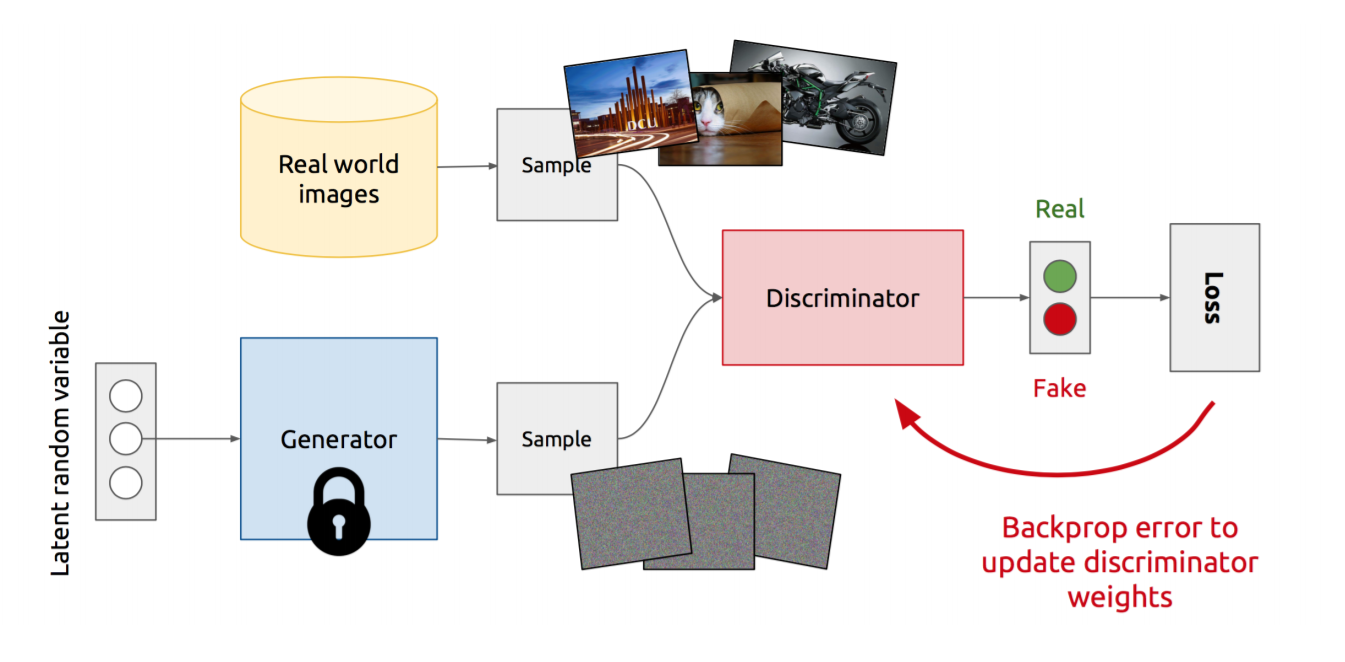 Real world
images
Sample
DCU
Latent random variable
Generator
Sample
Discriminator
Real
Fake
Loss
Backprop error to
update discriminator
weights